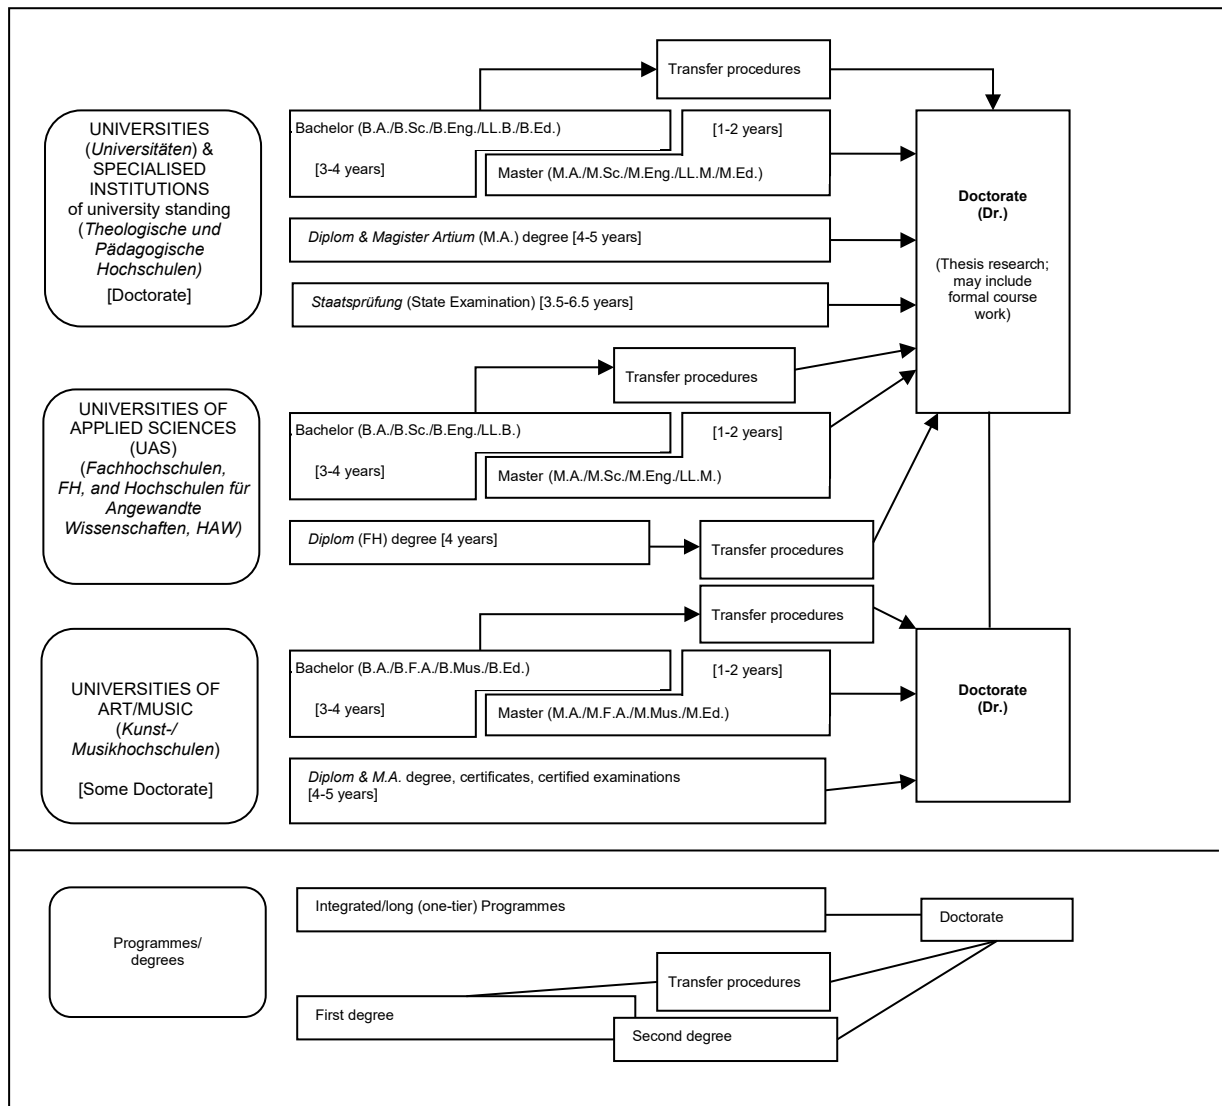 Transfer procedures
UNIVERSITIES
(Universitäten) &
SPECIALISED
INSTITUTIONS
of university standing
(Theologische und
Pädagogische
Hochschulen)
[Doctorate]
. Bachelor (B.A./B.Sc./B.Eng./LL.B./B.Ed.)
[3-4 years]
[1-2 years]
Master (M.A./M.Sc./M.Eng./LL.M./M.Ed.)
Diplom & Magister Artium (M.A.) degree [4-5 years]
Staatsprüfung (State Examination) [3.5-6.5 years]
Doctorate
(Dr.)
(Thesis research;
may include
formal course
work)
Transfer procedures
UNIVERSITIES OF
APPLIED SCIENCES
(UAS)
(Fachhochschulen,
FH, and Hochschulen für
Angewandte
Wissenschaften, HAW)
. Bachelor (B.A./B.Sc./B.Eng./LL.B.)
[3-4 years]
[1-2 years]
Master (M.A./M.Sc./M.Eng./LL.M.)
Diplom (FH) degree [4 years]
Transfer procedures
Transfer procedures
UNIVERSITIES OF
ART/MUSIC
(Kunst-/
Musikhochschulen)
[Some Doctorate]
. Bachelor (B.A./B.F.A./B.Mus./B.Ed.)
[3-4 years]
[1-2 years]
Master (M.A./M.F.A./M.Mus./M.Ed.)
Diplom & M.A. degree, certificates, certified examinations
[4-5 years]
Doctorate
(Dr.)
Programmes/
degrees
Integrated/long (one-tier) Programmes
Doctorate
Transfer procedures
First degree
Second degree